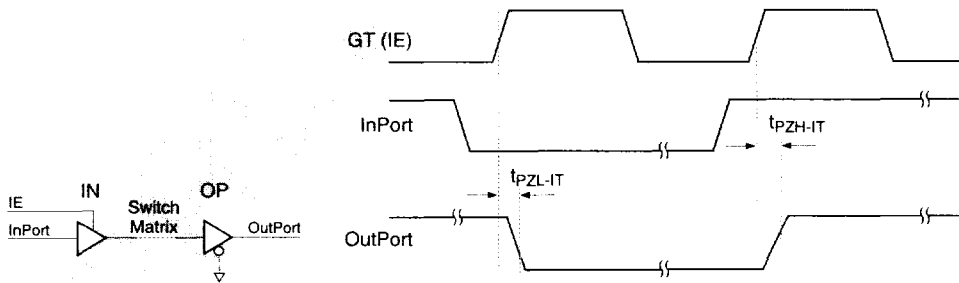 GT (IE)
InPort
tPZH-IT
tPZL-IT
OutPort
IN
OP
IE
InPort
Switch
Matrix
OutPort